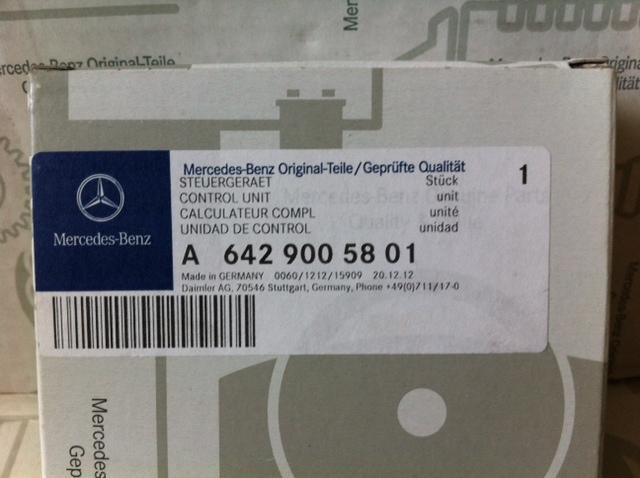 Mercedes-Benz Original-Teile
Mercedes-Benz Original-Teile/Geprüfte Qualität
STEUERGERAET Stück 1
CONTROL UNIT unit
CALCULATEUR COMPL unité
UNIDAD DE CONTROL unidad
Mercedes-Benz
A 642 900 58 01
Made in GERMANY 0060/1212/15909 20.12.12
Daimler AG, 70546 Stuttgart, Germany, Phone +49(0)711/17-0
Mercedes
Gep